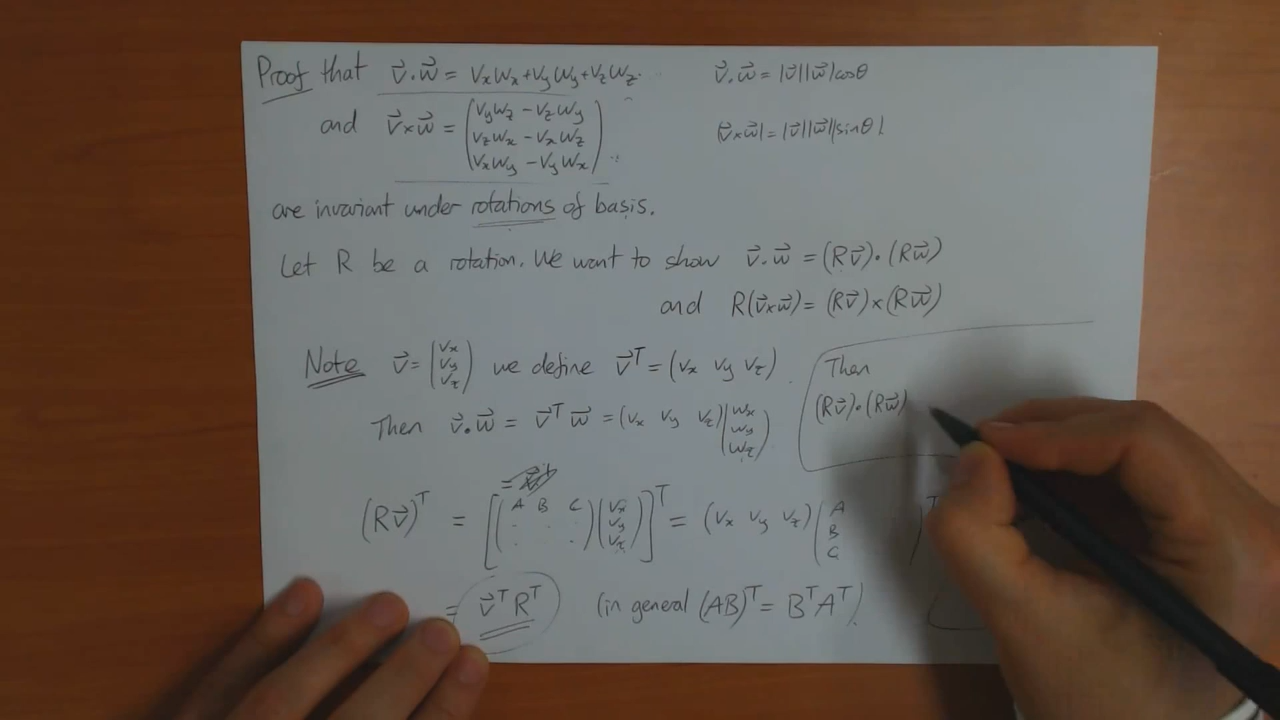 Proof that v⃗.w⃗ = VxWx+VyWy+VzWz. v⃗.w⃗ = |v⃗||w⃗|cosθ
and v⃗×w⃗ = (VyWz − VzWy
VzWx − VxWz
VxWy − VyWx) |v⃗×w⃗| = |v⃗||w⃗||sinθ|
are invariant under rotations of basis.
Let R be a rotation. We want to show v⃗.w⃗ = (Rv⃗).(Rw⃗)
and R(v⃗×w⃗) = (Rv⃗)×(Rw⃗)
Note v⃗ = (Vx Vy Vz) we define v⃗ᵀ = (Vx Vy Vz).
Then v⃗.w⃗ = v⃗ᵀw⃗ = (Vx Vy Vz)(Wx Wy Wz)
Then
(Rv⃗).(Rw⃗)
(Rv⃗)ᵀ = [(A B C)(Vx Vy Vz)]ᵀ = (Vx Vy Vz)(A B C )ᵀ
= v⃗ᵀRᵀ (in general (AB)ᵀ = BᵀAᵀ).